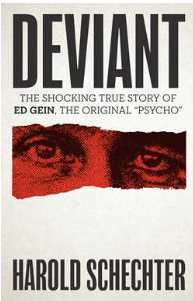 DEVIANT
THE SHOCKING TRUE STORY OF
ED GEIN, THE ORIGINAL "PSYCHO"
HAROLD SCHECHTER